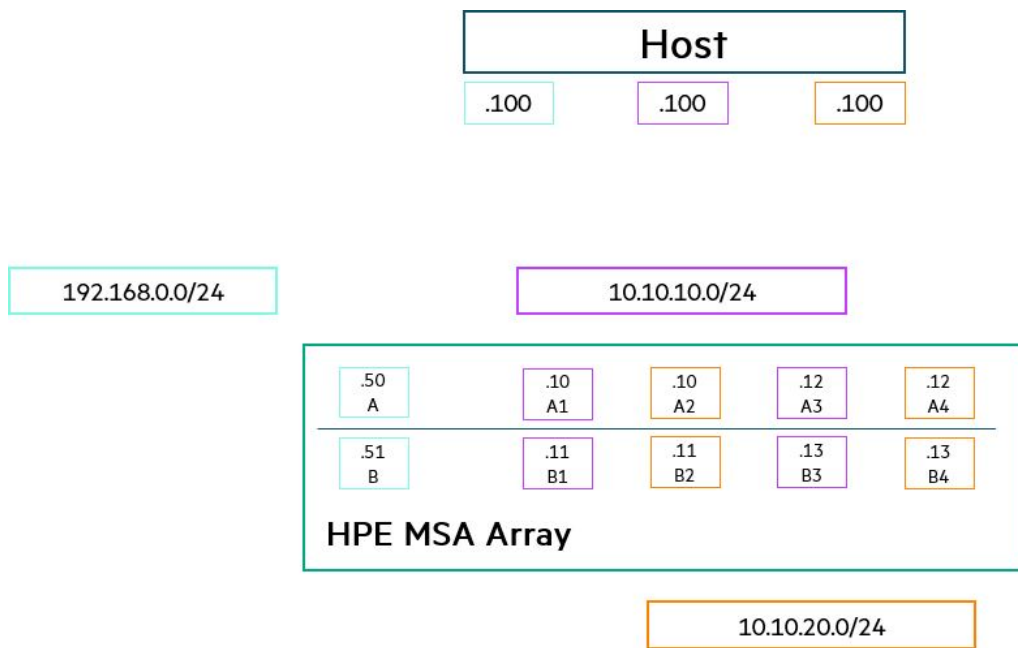 Host
.100
.100
.100
192.168.0.0/24
10.10.10.0/24
.50
A
.10
A1
.10
A2
.12
A3
.12
A4
.51
B
.11
B1
.11
B2
.13
B3
.13
B4
HPE MSA Array
10.10.20.0/24